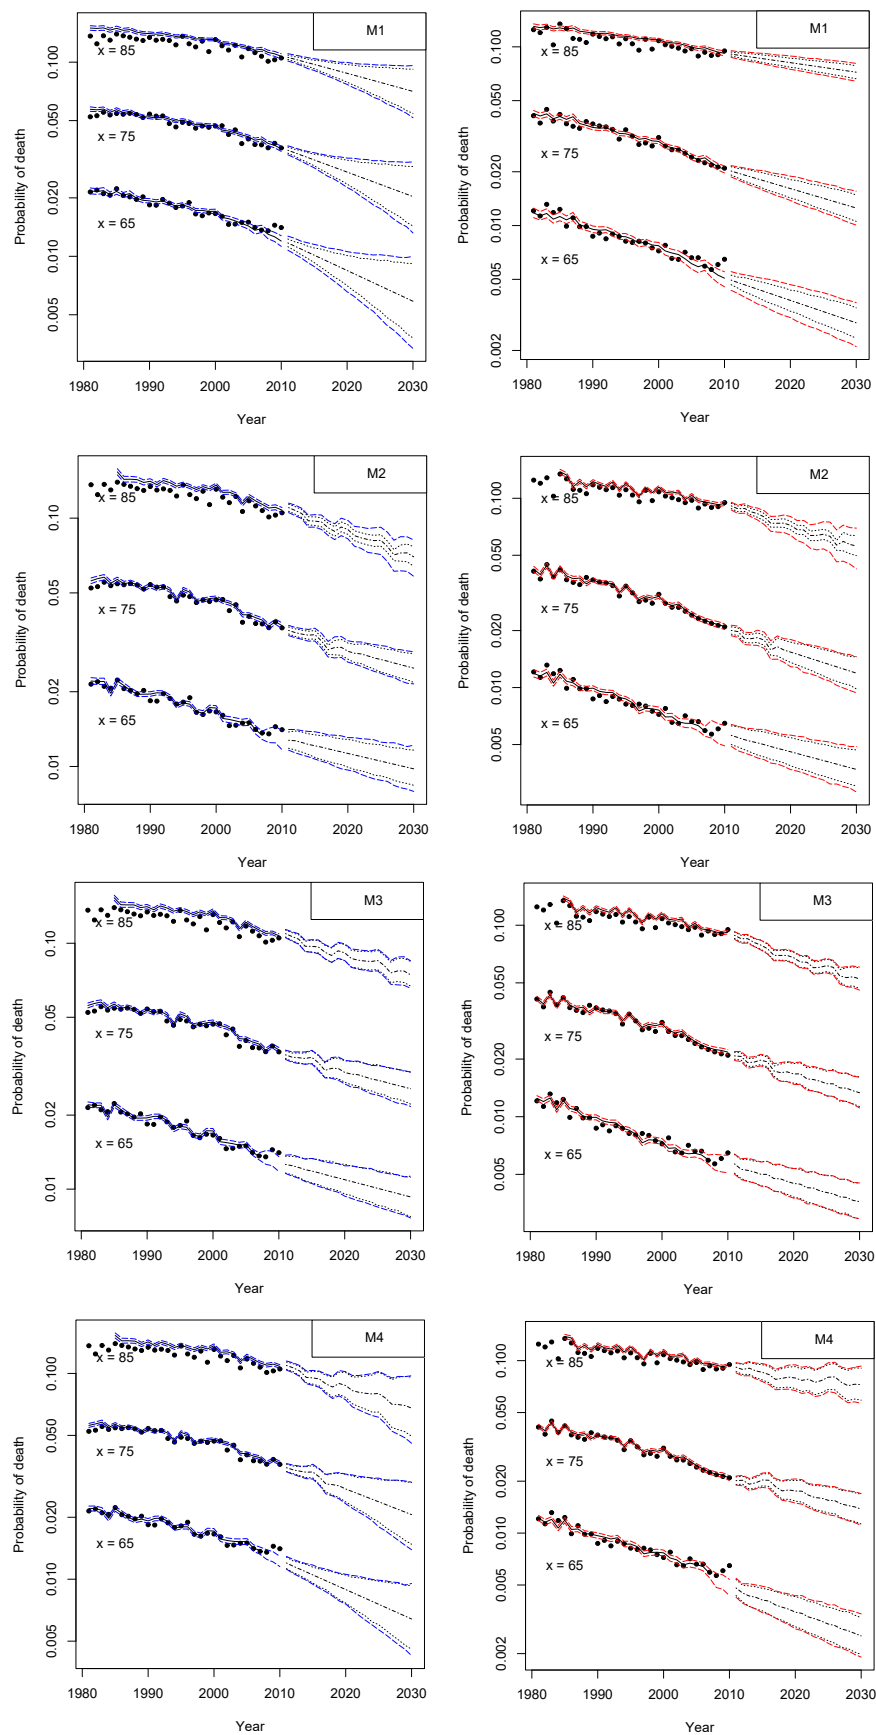 M1
Probability of death
0.100
0.050
0.020
0.010
0.005
x = 85
x = 75
x = 65
1980 1990 2000 2010 2020 2030
Year
M1
Probability of death
0.100
0.050
0.020
0.010
0.005
0.002
x = 85
x = 75
x = 65
1980 1990 2000 2010 2020 2030
Year
M2
Probability of death
0.10
0.05
0.02
0.01
x = 85
x = 75
x = 65
1980 1990 2000 2010 2020 2030
Year
M2
Probability of death
0.100
0.050
0.020
0.010
0.005
x = 85
x = 75
x = 65
1980 1990 2000 2010 2020 2030
Year
M3
Probability of death
0.10
0.05
0.02
0.01
x = 85
x = 75
x = 65
1980 1990 2000 2010 2020 2030
Year
M3
Probability of death
0.100
0.050
0.020
0.010
0.005
x = 85
x = 75
x = 65
1980 1990 2000 2010 2020 2030
Year
M4
Probability of death
0.100
0.050
0.020
0.010
0.005
x = 85
x = 75
x = 65
1980 1990 2000 2010 2020 2030
Year
M4
Probability of death
0.100
0.050
0.020
0.010
0.005
0.002
x = 85
x = 75
x = 65
1980 1990 2000 2010 2020 2030
Year